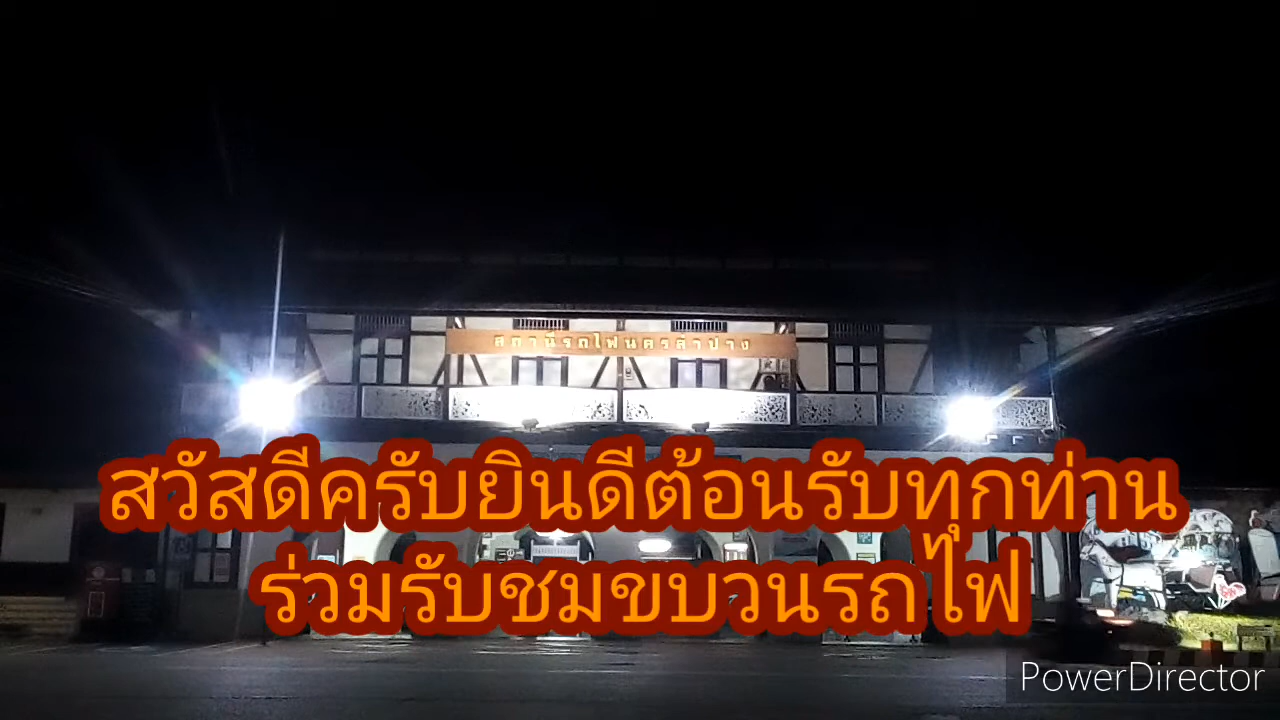 สถานีรถไฟนครลำปาง
สวัสดีครับยินดีต้อนรับทุกท่าน
ร่วมรับชมขบวนรถไฟ
PowerDirector